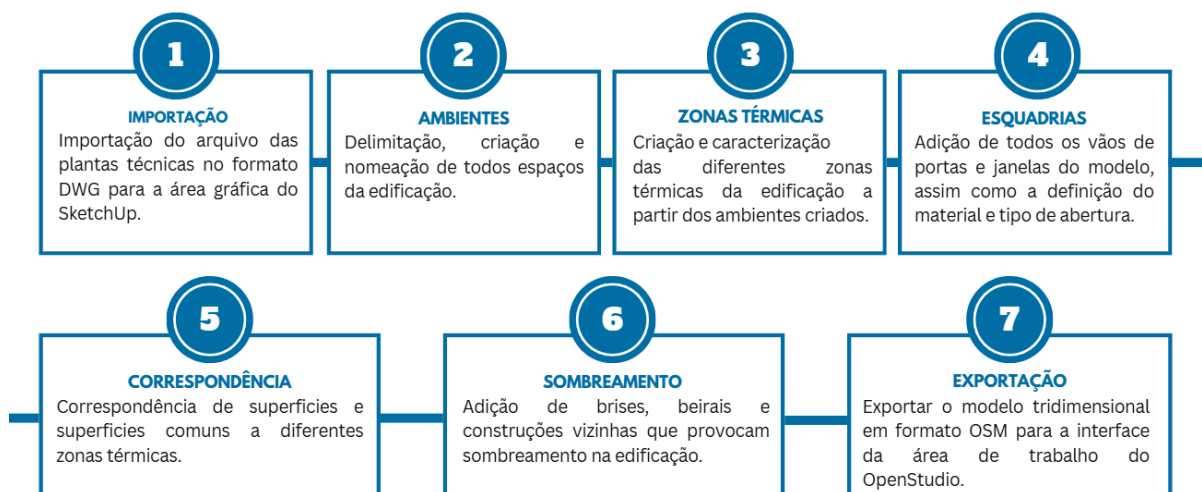 1
IMPORTAÇÃO
Importação do arquivo das
plantas técnicas no formato
DWG para a área gráfica do
SketchUp.
2
AMBIENTES
Delimitação, criação e
nomeação de todos espaços
da edificação.
3
ZONAS TÉRMICAS
Criação e caracterização
das diferentes zonas
térmicas da edificação a
partir dos ambientes criados.
4
ESQUADRIAS
Adição de todos os vãos de
portas e janelas do modelo,
assim como a definição do
material e tipo de abertura.
5
CORRESPONDÊNCIA
Correspondência de superficies e
superficies comuns a diferentes
zonas térmicas.
6
SOMBREAMENTO
Adição de brises, beirais e
construções vizinhas que provocam
sombreamento na edificação.
7
EXPORTAÇÃO
Exportar o modelo tridimensional
em formato OSM para a interface
da área de trabalho do
OpenStudio.